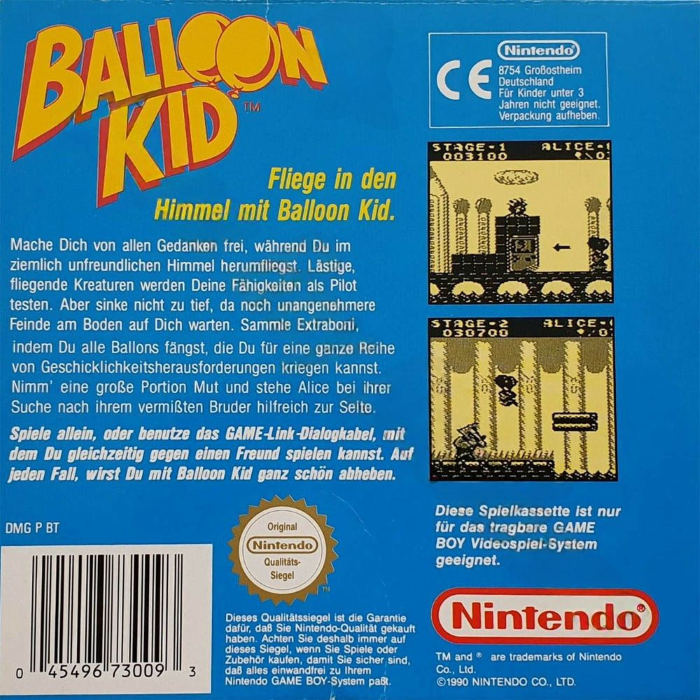 BALLOON
KID™
Fliege in den
Himmel mit Balloon Kid.
Mache Dich von allen Gedanken frei, während Du im
ziemlich unfreundlichen Himmel herumfliegst. Lästige,
fliegende Kreaturen werden Deine Fähigkeiten als Pilot
testen. Aber sinke nicht zu tief, da noch unangenehmere
Feinde am Boden auf Dich warten. Sammle Extraboni,
indem Du alle Ballons fängst, die Du für eine ganze Reihe
von Geschicklichkeitsherausforderungen kriegen kannst.
Nimm' eine große Portion Mut und stehe Alice bei ihrer
Suche nach ihrem vermißten Bruder hilfreich zur Seite.
Spiele allein, oder benutze das GAME-Link-Dialogkabel, mit
dem Du gleichzeitig gegen einen Freund spielen kannst. Auf
jeden Fall, wirst Du mit Balloon Kid ganz schön abheben.
DMG P BT
0 45496 73009 3
Original
Nintendo
Qualitäts-
Siegel
TM
Dieses Qualitätssiegel ist die Garantie
dafür, daß Sie Nintendo-Qualität gekauft
haben. Achten Sie deshalb immer auf
dieses Siegel, wenn Sie Spiele oder
Zubehör kaufen, damit Sie sicher sind,
daß alles einwandfrei zu Ihrem
Nintendo GAME BOY-System paßt.
CE
Nintendo
8754 Großostheim
Deutschland
Für Kinder unter 3
Jahren nicht geeignet.
Verpackung aufheben.
STAGE-1 ALICE-
003100
STAGE-2 ALICE-
030700
Diese Spielkassette ist nur
für das tragbare GAME
BOY Videospiel-System
geeignet.
Nintendo®
TM and ® are trademarks of Nintendo
Co., Ltd.
©1990 NINTENDO CO., LTD.